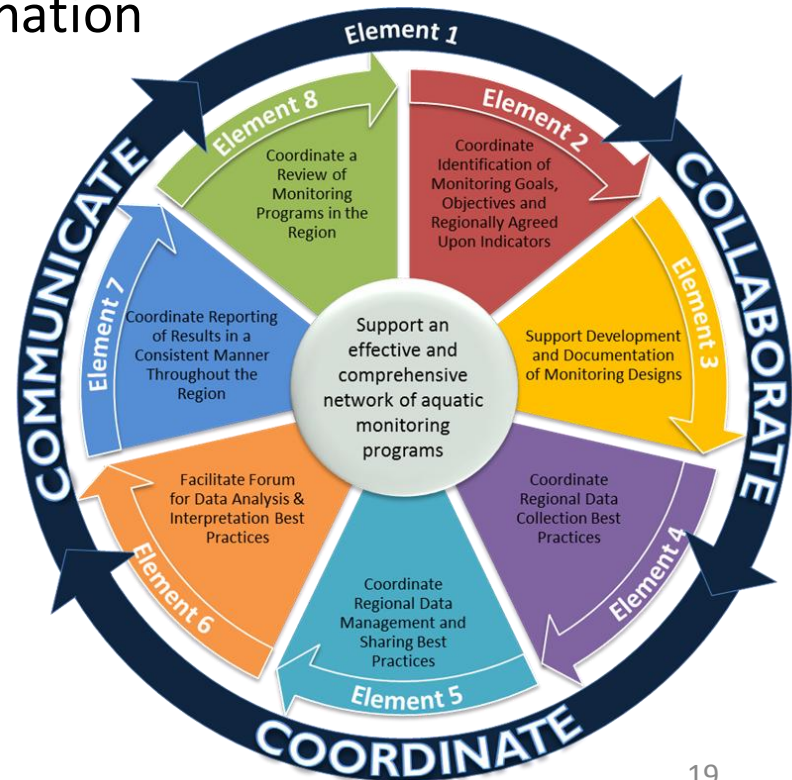 Element 1
COLLABORATE
COORDINATE
COMMUNICATE
Element 2
Coordinate
Identification of
Monitoring Goals,
Objectives and
Regionally Agreed
Upon Indicators
Element 3
Support Development
and Documentation
of Monitoring Designs
Element 4
Coordinate
Regional Data
Collection Best
Practices
Element 5
Coordinate
Regional Data
Management and
Sharing Best
Practices
Element 6
Facilitate Forum
for Data Analysis &
Interpretation Best
Practices
Element 7
Coordinate Reporting
of Results in a
Consistent Manner
Throughout the
Region
Element 8
Coordinate a
Review of
Monitoring
Programs in the
Region
Support an
effective and
comprehensive
network of aquatic
monitoring
programs
19